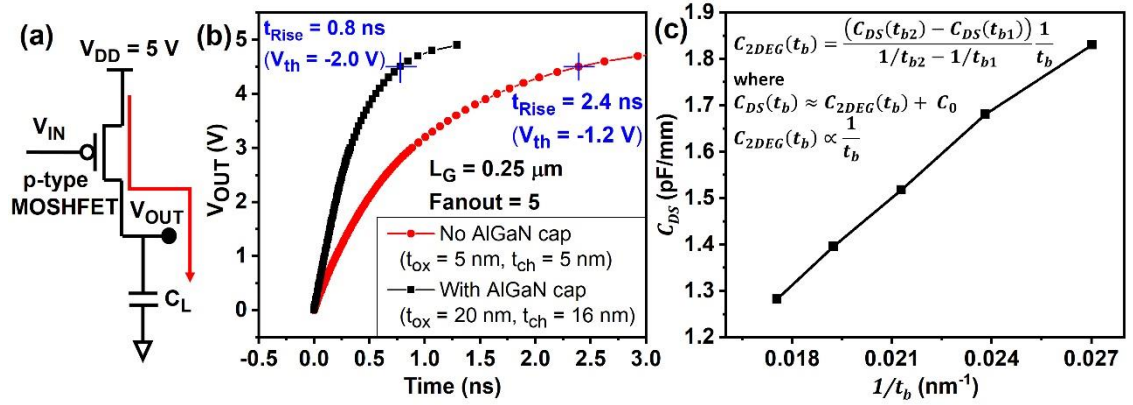 (a)
V_DD = 5 V
V_IN
p-type
MOSHFET
V_OUT
C_L
(b)
V_OUT (V)
5
4
3
2
1
0
t_Rise = 0.8 ns
(V_th = -2.0 V)
t_Rise = 2.4 ns
(V_th = -1.2 V)
L_G = 0.25 μm
Fanout = 5
No AlGaN cap
(t_ox = 5 nm, t_ch = 5 nm)
With AlGaN cap
(t_ox = 20 nm, t_ch = 16 nm)
-0.5 0.0 0.5 1.0 1.5 2.0 2.5 3.0
Time (ns)
(c)
C_DS (pF/mm)
1.9
1.8
1.7
1.6
1.5
1.4
1.3
1.2
C_2DEG(t_b) = (C_DS(t_b2) − C_DS(t_b1)) / (1/t_b2 − 1/t_b1) 1/t_b
where
C_DS(t_b) ≈ C_2DEG(t_b) + C_0
C_2DEG(t_b) ∝ 1/t_b
0.018 0.021 0.024 0.027
1/t_b (nm⁻¹)